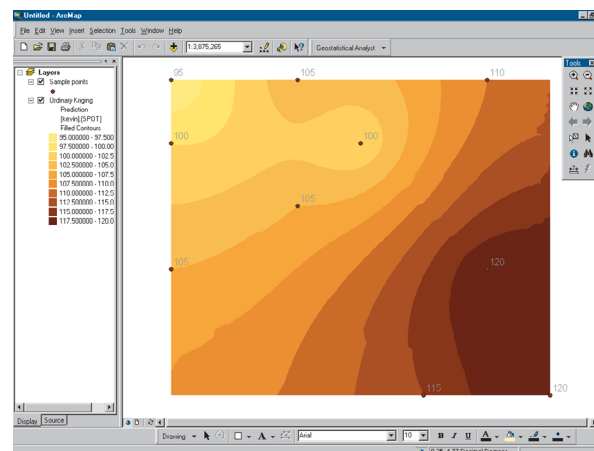 Untitled - ArcMap
File Edit View Insert Selection Tools Window Help
1:3,875,265
Geostatistical Analyst
Layers
Sample points
Ordinary Kriging
Prediction
[kevin].[SPOT]
Filled Contours
95.000000 - 97.500
97.500000 - 100.00
100.000000 - 102.5
102.500000 - 105.0
105.000000 - 107.5
107.500000 - 110.0
110.000000 - 112.5
112.500000 - 115.0
115.000000 - 117.5
117.500000 - 120.0
Display Source
95
105
110
100
100
105
105
120
115
120
Tools
Drawing
A
Arial
10
B I U
A